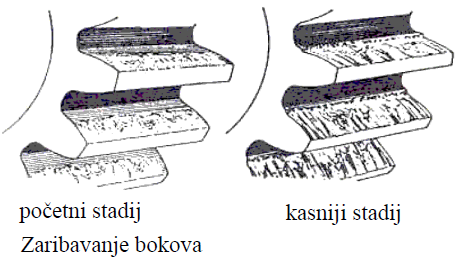 početni stadij
kasniji stadij
Zaribavanje bokova